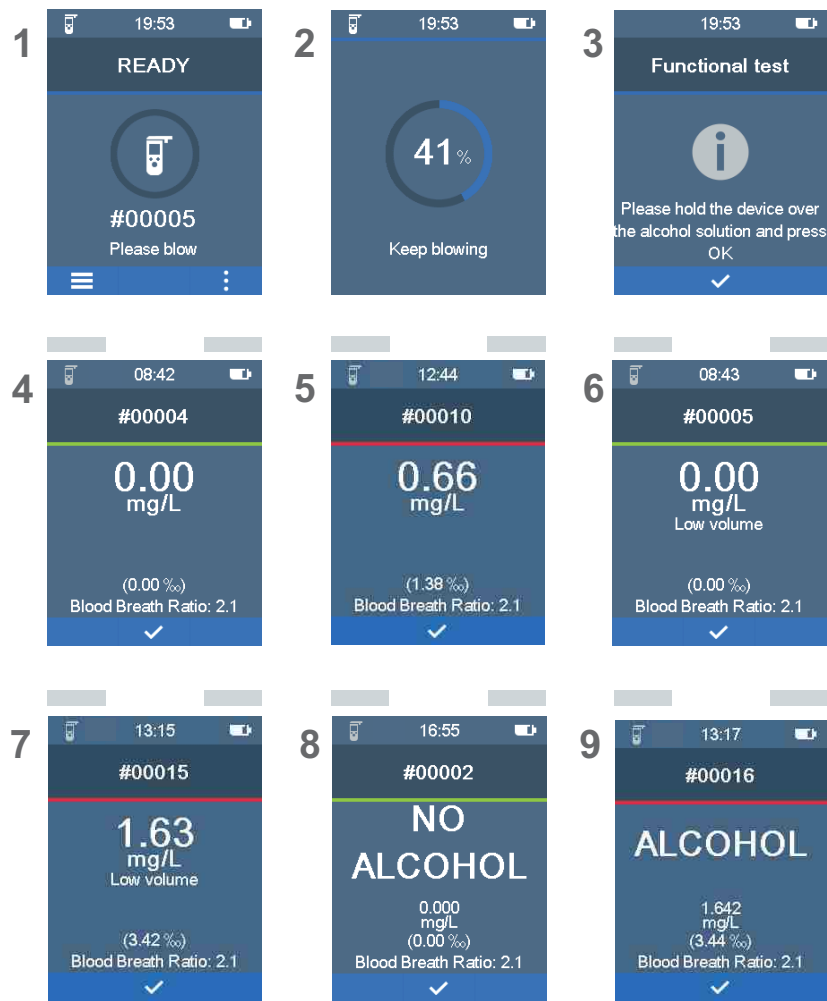 1
19:53
READY
#00005
Please blow
2
19:53
41 %
Keep blowing
3
19:53
Functional test
i
Please hold the device over
the alcohol solution and press
OK
4
08:42
#00004
0.00
mg/L
(0.00 ‰)
Blood Breath Ratio: 2.1
5
12:44
#00010
0.66
mg/L
(1.38 ‰)
Blood Breath Ratio: 2.1
6
08:43
#00005
0.00
mg/L
Low volume
(0.00 ‰)
Blood Breath Ratio: 2.1
7
13:15
#00015
1.63
mg/L
Low volume
(3.42 ‰)
Blood Breath Ratio: 2.1
8
16:55
#00002
NO
ALCOHOL
0.000
mg/L
(0.00 ‰)
Blood Breath Ratio: 2.1
9
13:17
#00016
ALCOHOL
1.642
mg/L
(3.44 ‰)
Blood Breath Ratio: 2.1